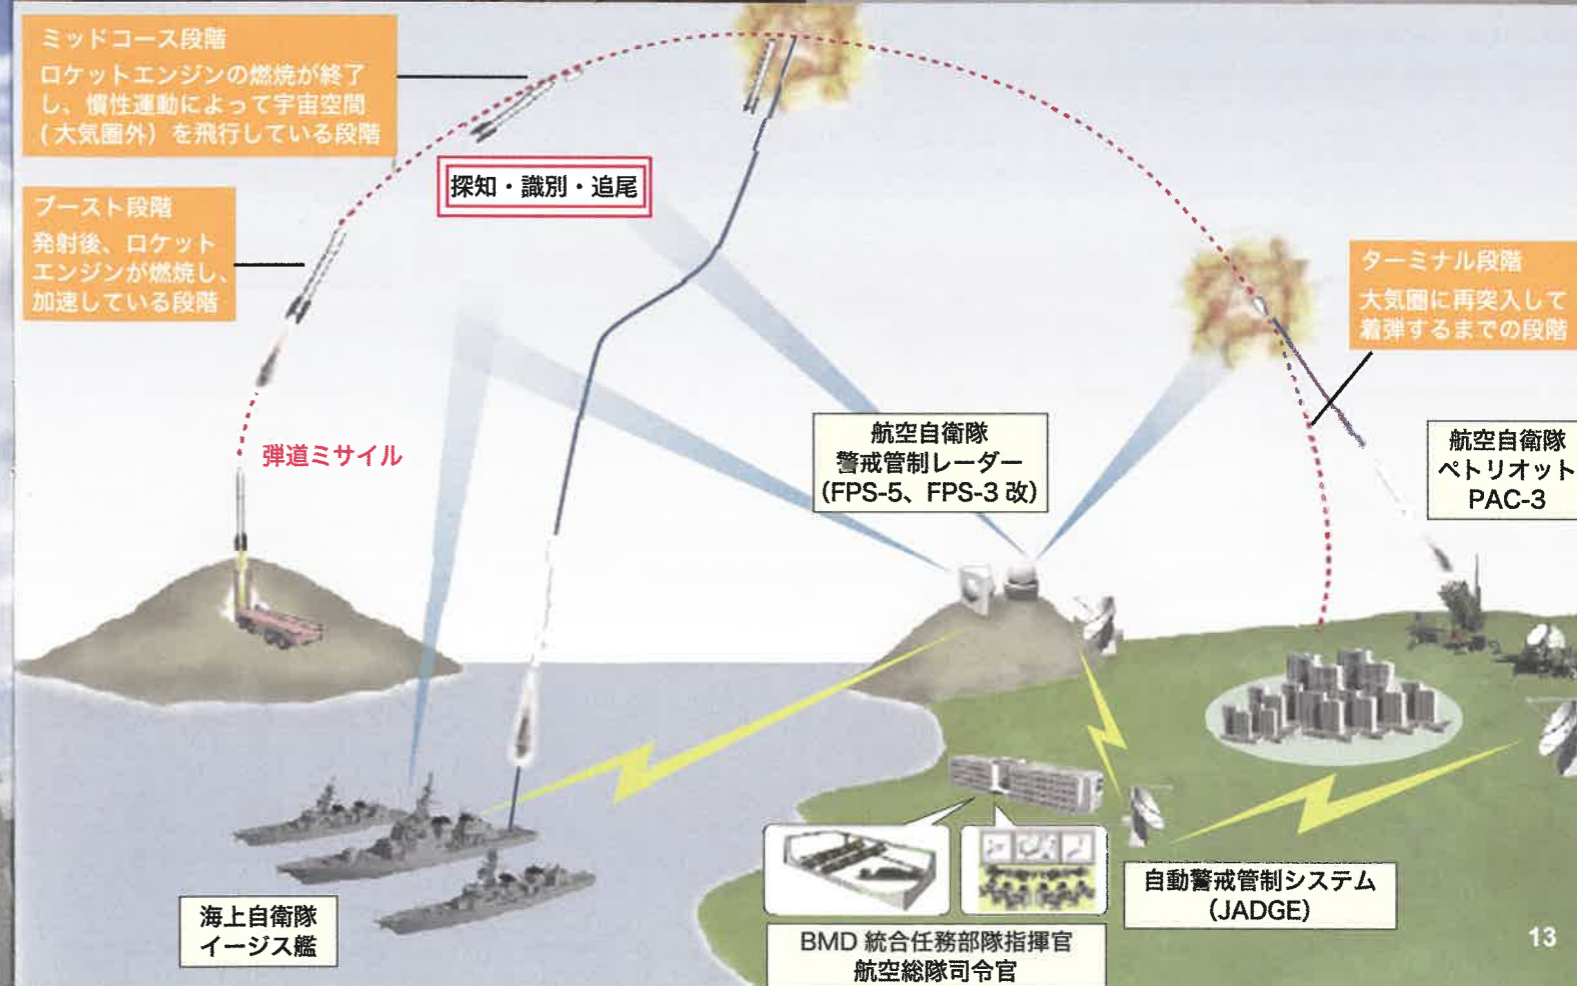 ミッドコース段階
ロケットエンジンの燃焼が終了
し、慣性運動によって宇宙空間
(大気圏外）を飛行している段階
探知・識別・追尾
ブースト段階
発射後、ロケット
エンジンが燃焼し、
加速している段階
ターミナル段階
大気圏に再突入して
着弾するまでの段階
弾道ミサイル
航空自衛隊
警戒管制レーダー
（FPS-5、FPS-3 改）
航空自衛隊
ペトリオット
PAC-3
海上自衛隊
イージス艦
自動警戒管制システム
（JADGE）
BMD 統合任務部隊指揮官
航空総隊司令官
13